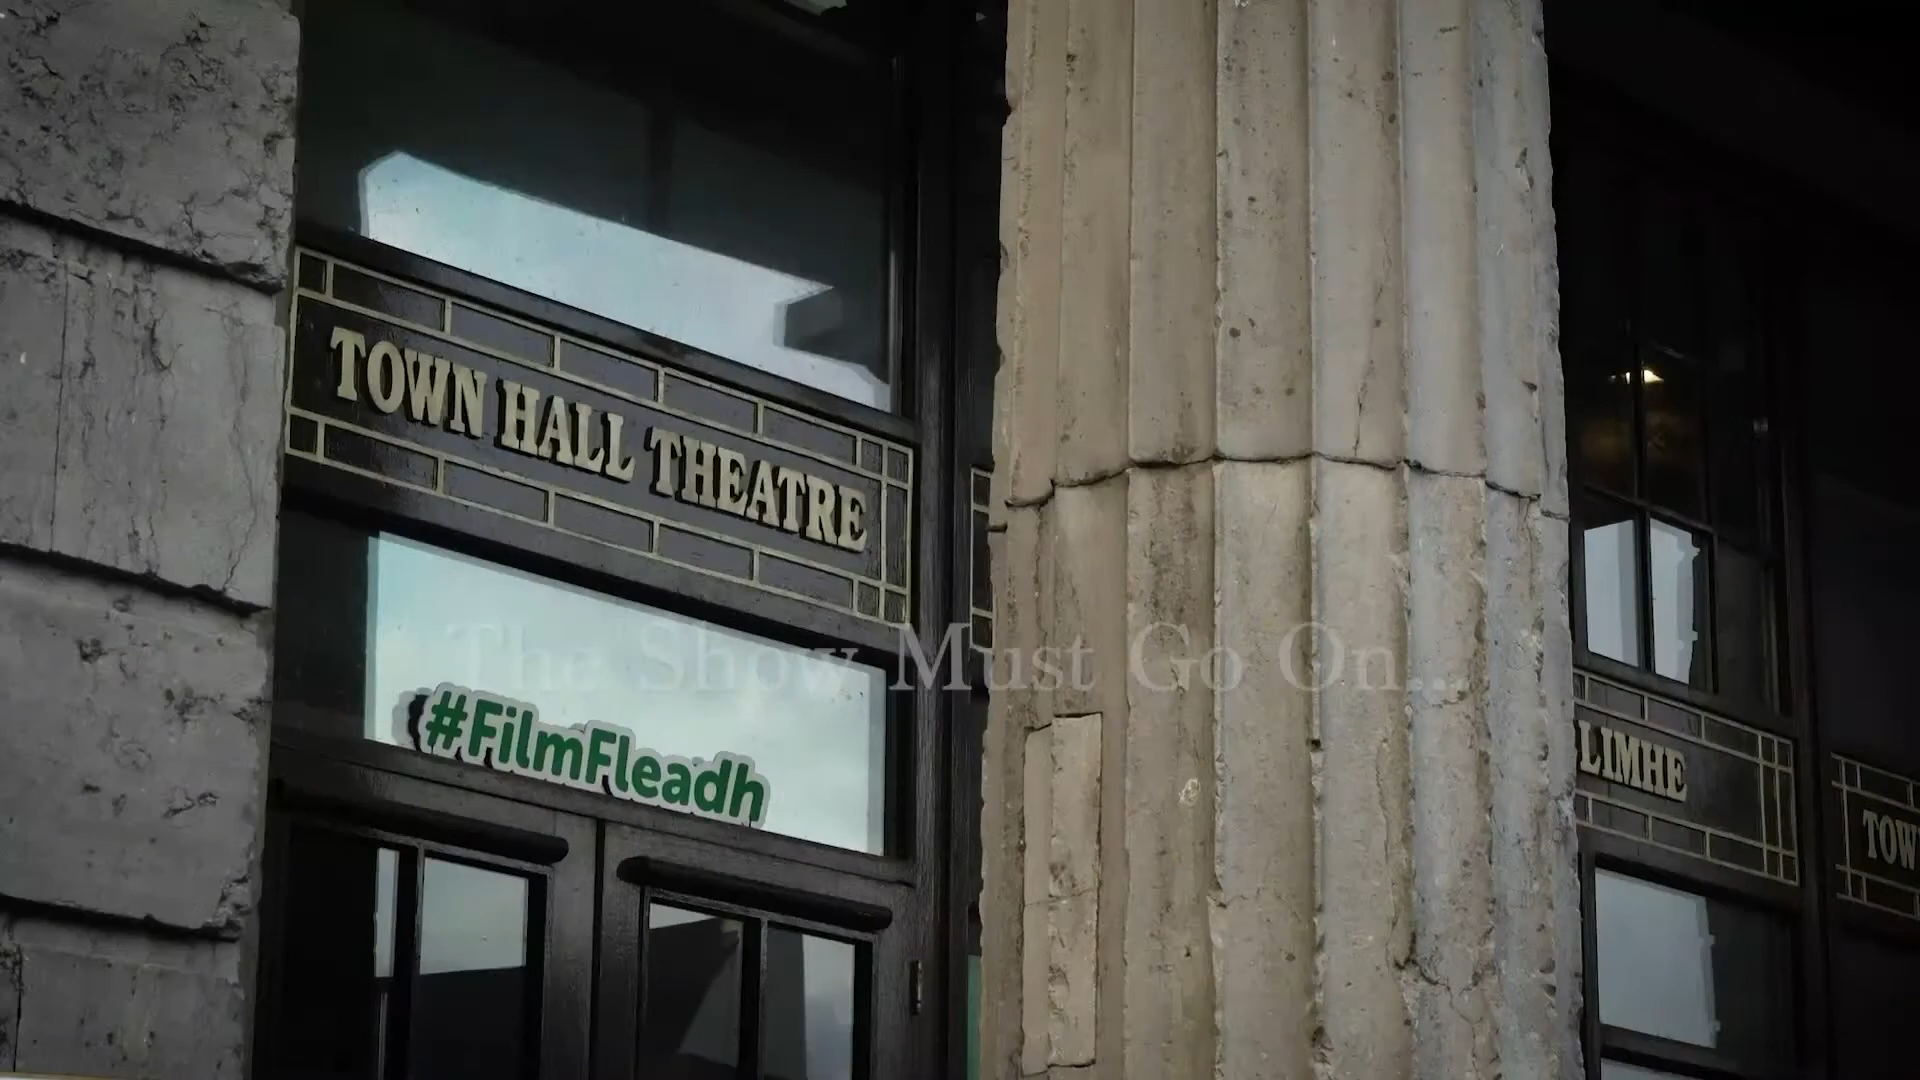 TOWN HALL THEATRE
The Show Must Go On...
#FilmFleadh
LIMHE
TOW